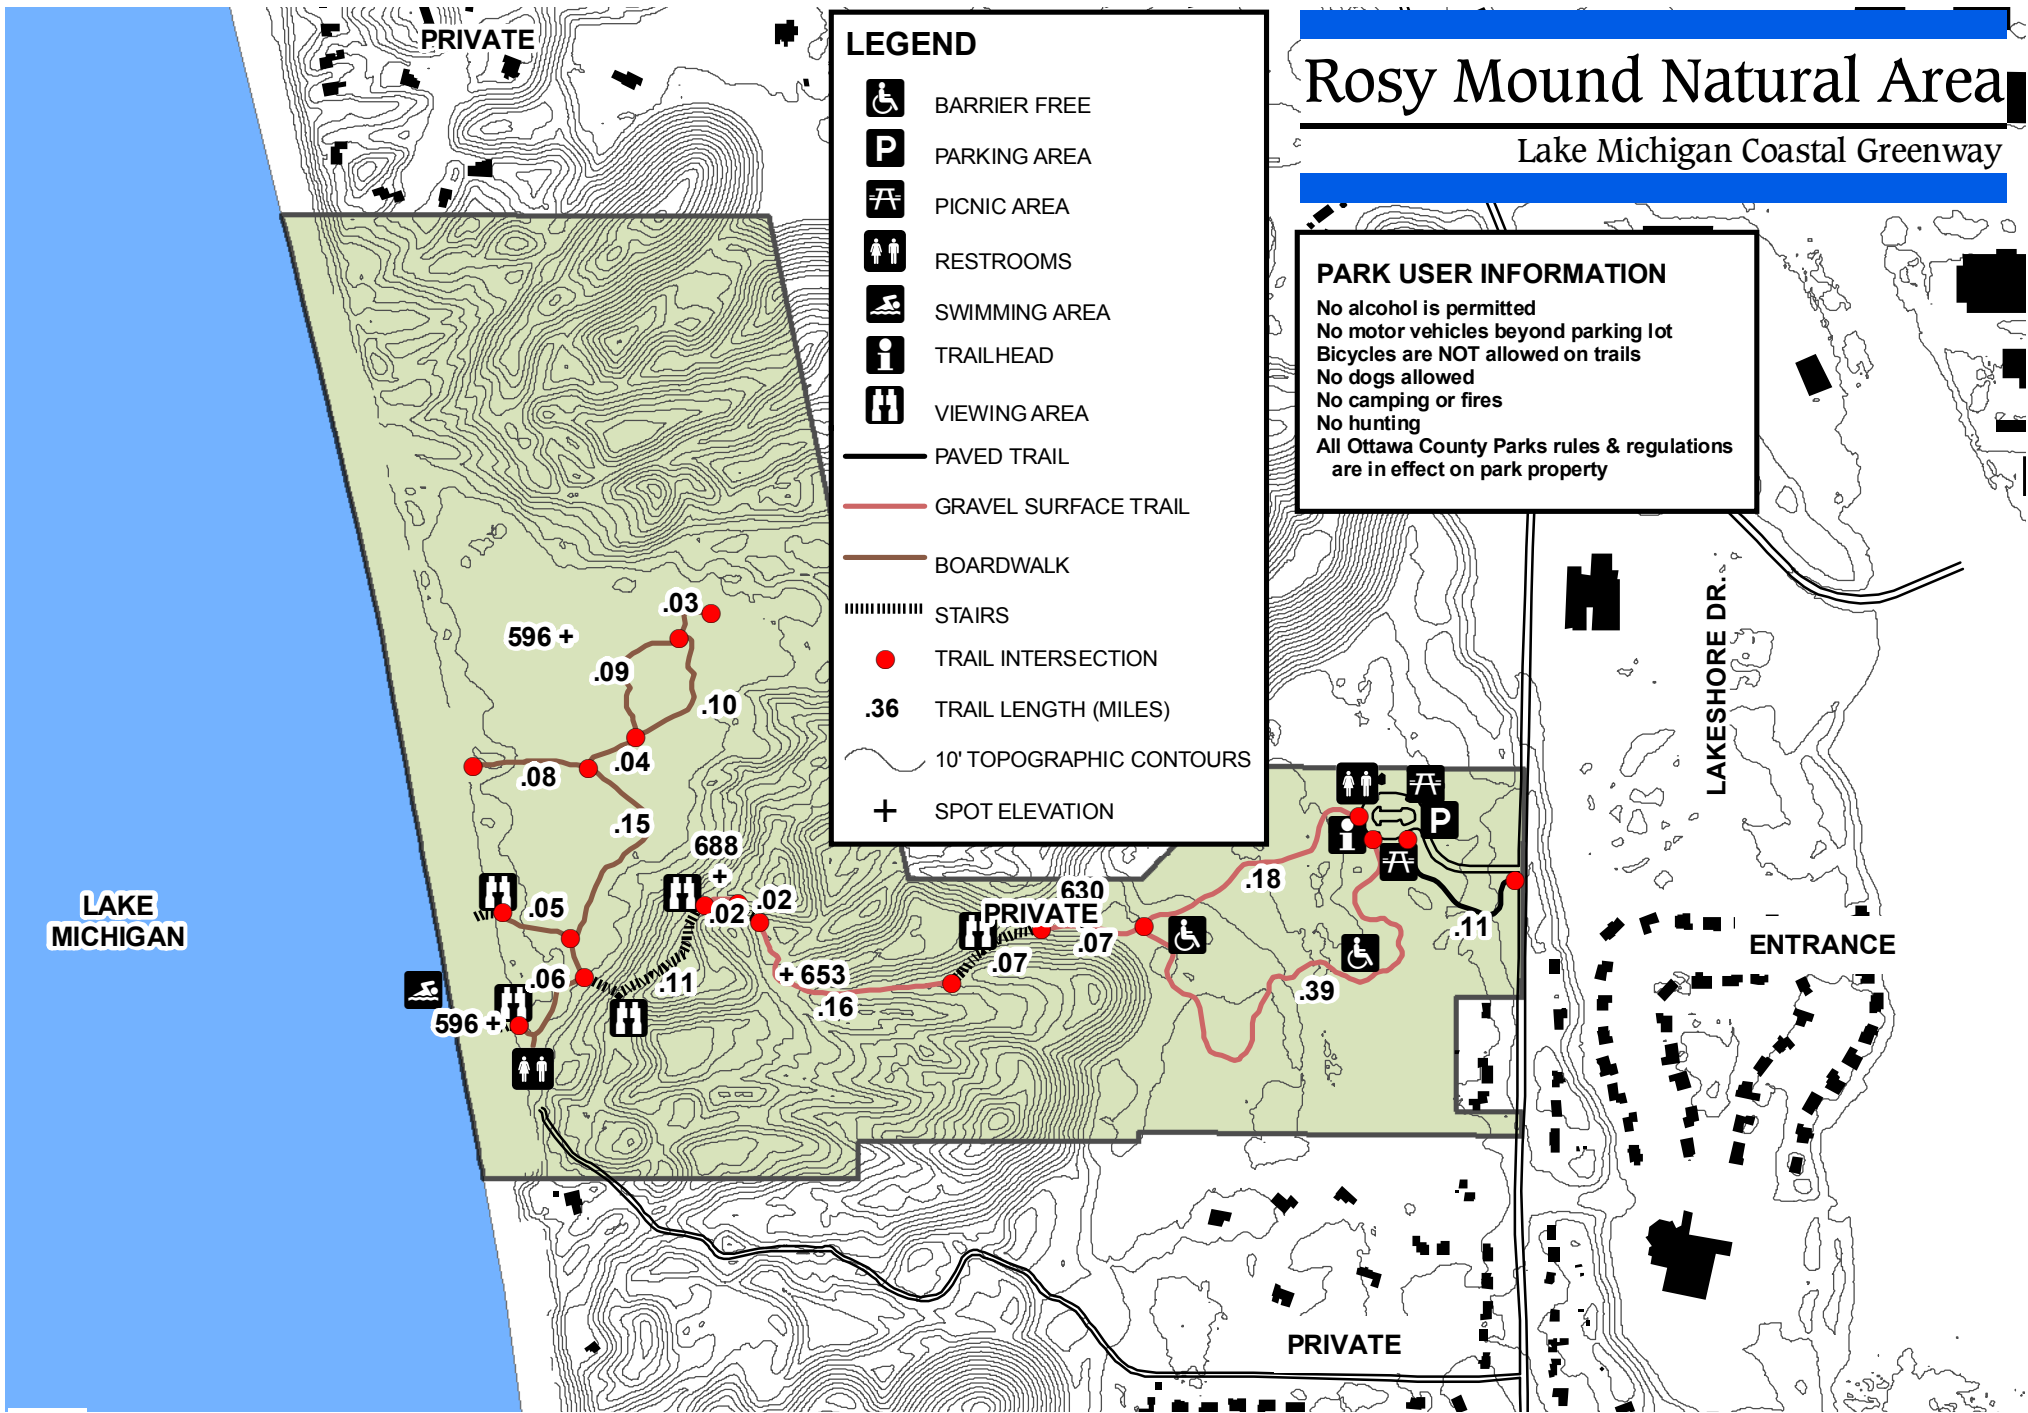 Rosy Mound Natural Area
Lake Michigan Coastal Greenway
LEGEND
BARRIER FREE
P
PARKING AREA
PICNIC AREA
RESTROOMS
SWIMMING AREA
i
TRAILHEAD
VIEWING AREA
PAVED TRAIL
GRAVEL SURFACE TRAIL
BOARDWALK
STAIRS
TRAIL INTERSECTION
.36 TRAIL LENGTH (MILES)
10' TOPOGRAPHIC CONTOURS
+ SPOT ELEVATION
PARK USER INFORMATION
No alcohol is permitted
No motor vehicles beyond parking lot
Bicycles are NOT allowed on trails
No dogs allowed
No camping or fires
No hunting
All Ottawa County Parks rules & regulations
are in effect on park property
PRIVATE
.03
596 +
.09
.10
.04
.08
.15
688
+
.02
.02
.05
.06
.11
596 +
+ 653
.16
630
PRIVATE
.07
.07
.18
.39
.11
i
P
LAKE
MICHIGAN
LAKESHORE DR.
ENTRANCE
PRIVATE